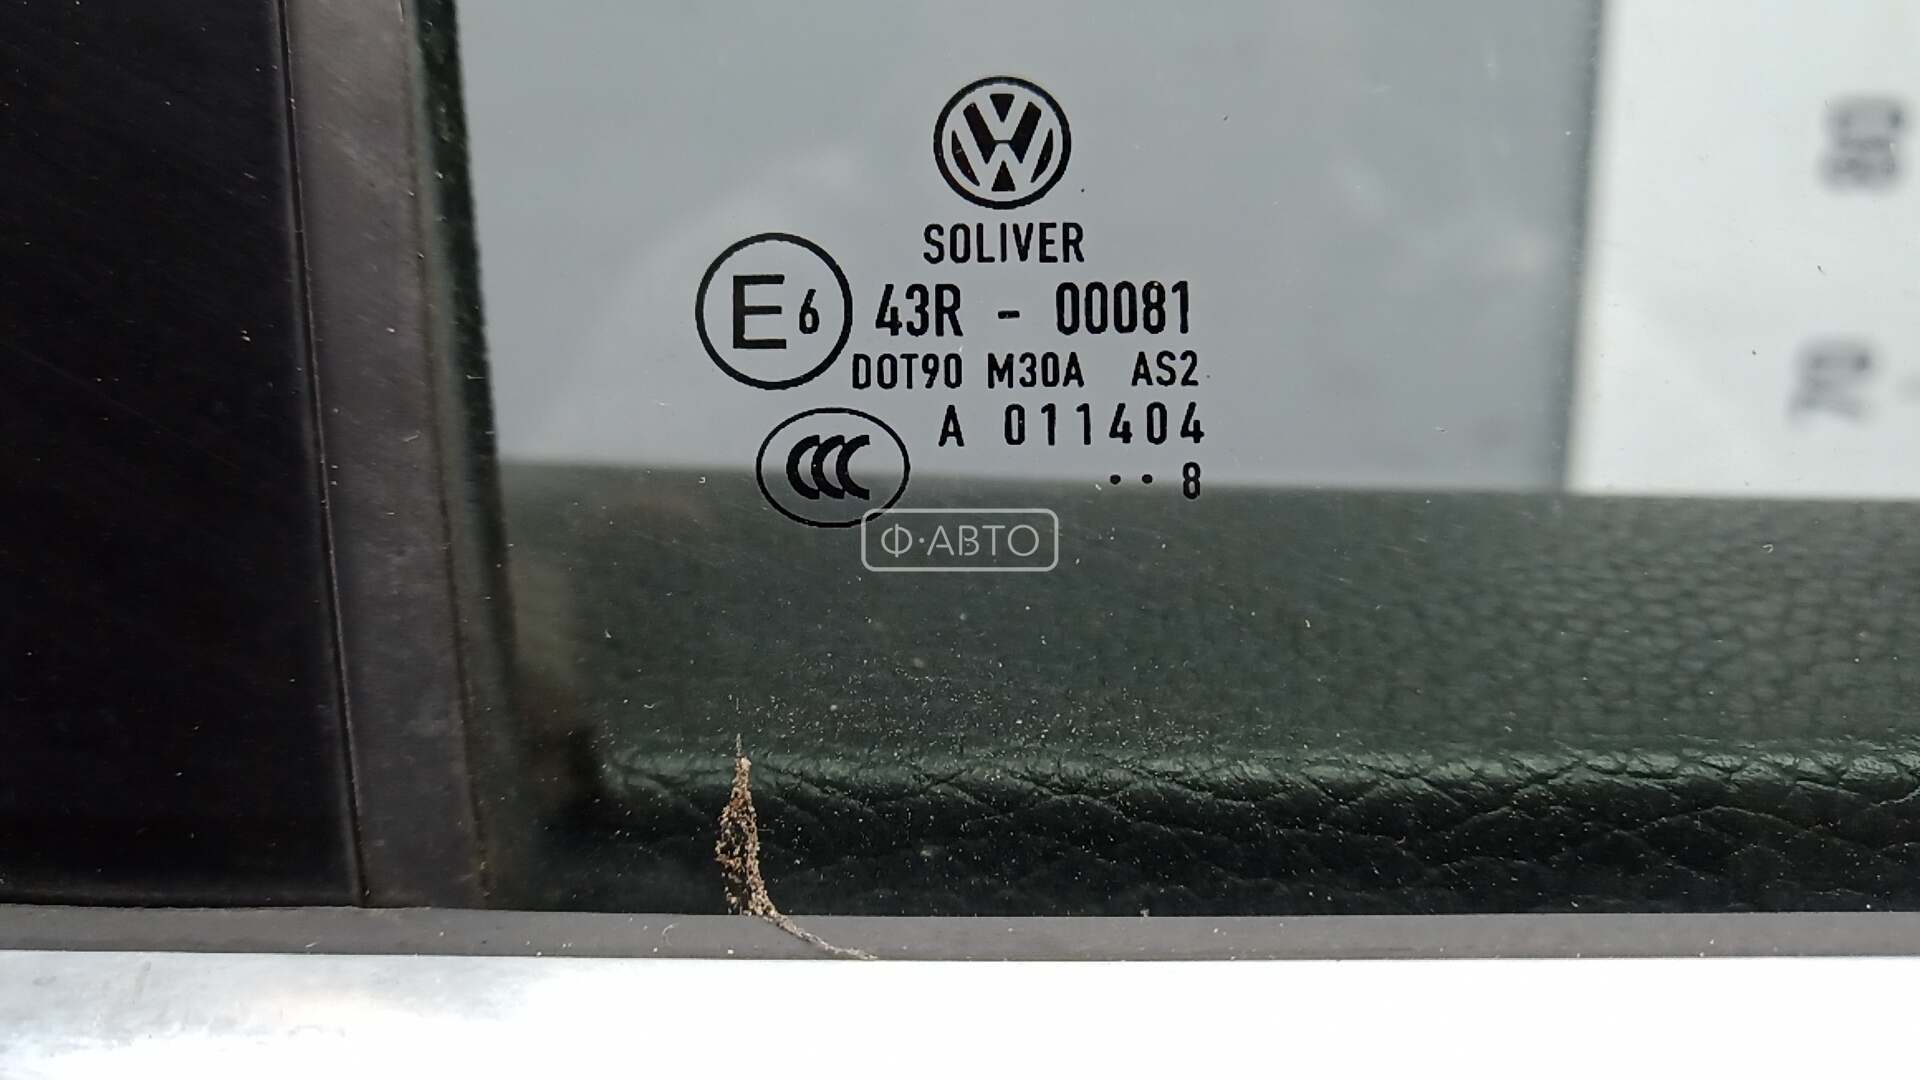 SOLIVER
E6 43R - 00081
DOT90 M30A AS2
A 011404
CCC
· · 8
Ф·АВТО